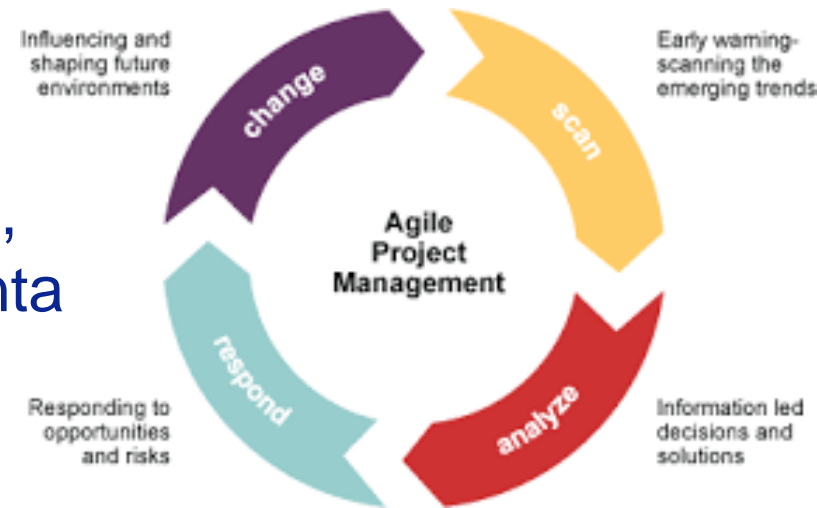 Influencing and
shaping future
environments
change
scan
Early warning-
scanning the
emerging trends
,
nta
Agile
Project
Management
respond
analyze
Responding to
opportunities
and risks
Information led
decisions and
solutions